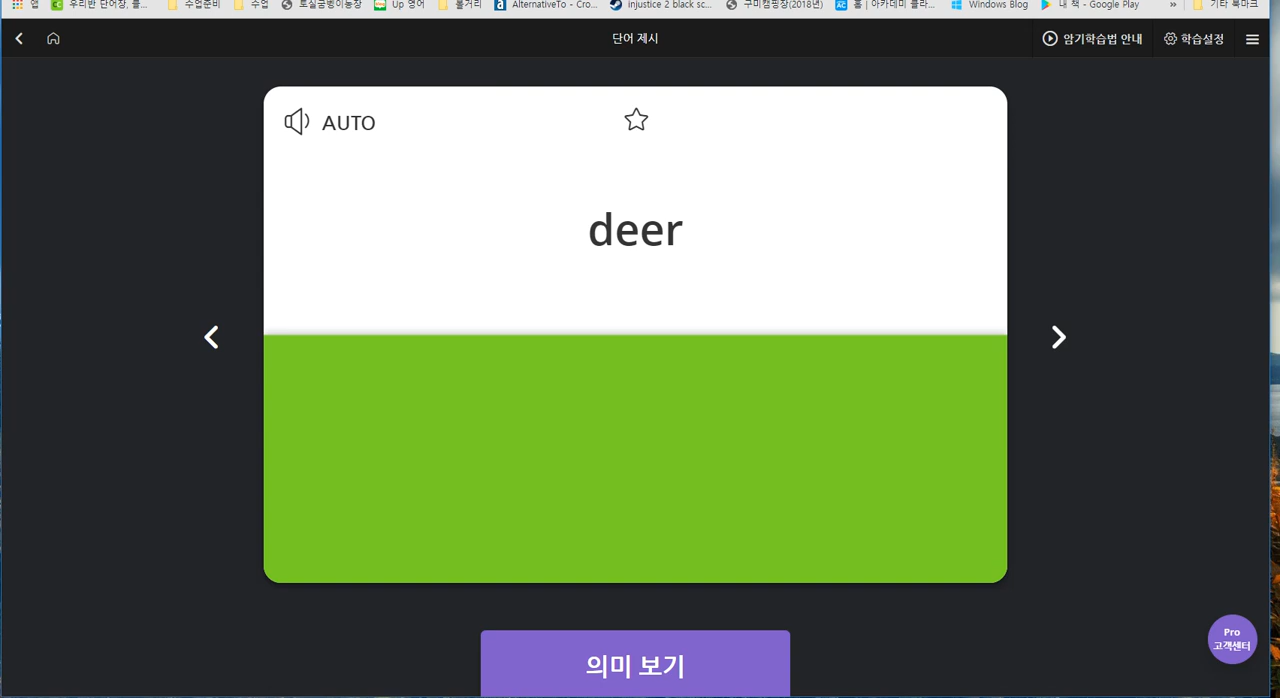 앱 우리반 단어장, 클... 수업준비 수업 토실금벙이농장 Up 영어 볼거리 AlternativeTo - Cro... injustice 2 black sc... 구미캠핑장(2018년) 홈 | 아카데미 클라... Windows Blog 내 책 - Google Play » 기타 북마크
단어 제시 암기학습법 안내 학습설정
AUTO
deer
의미 보기
Pro
고객센터